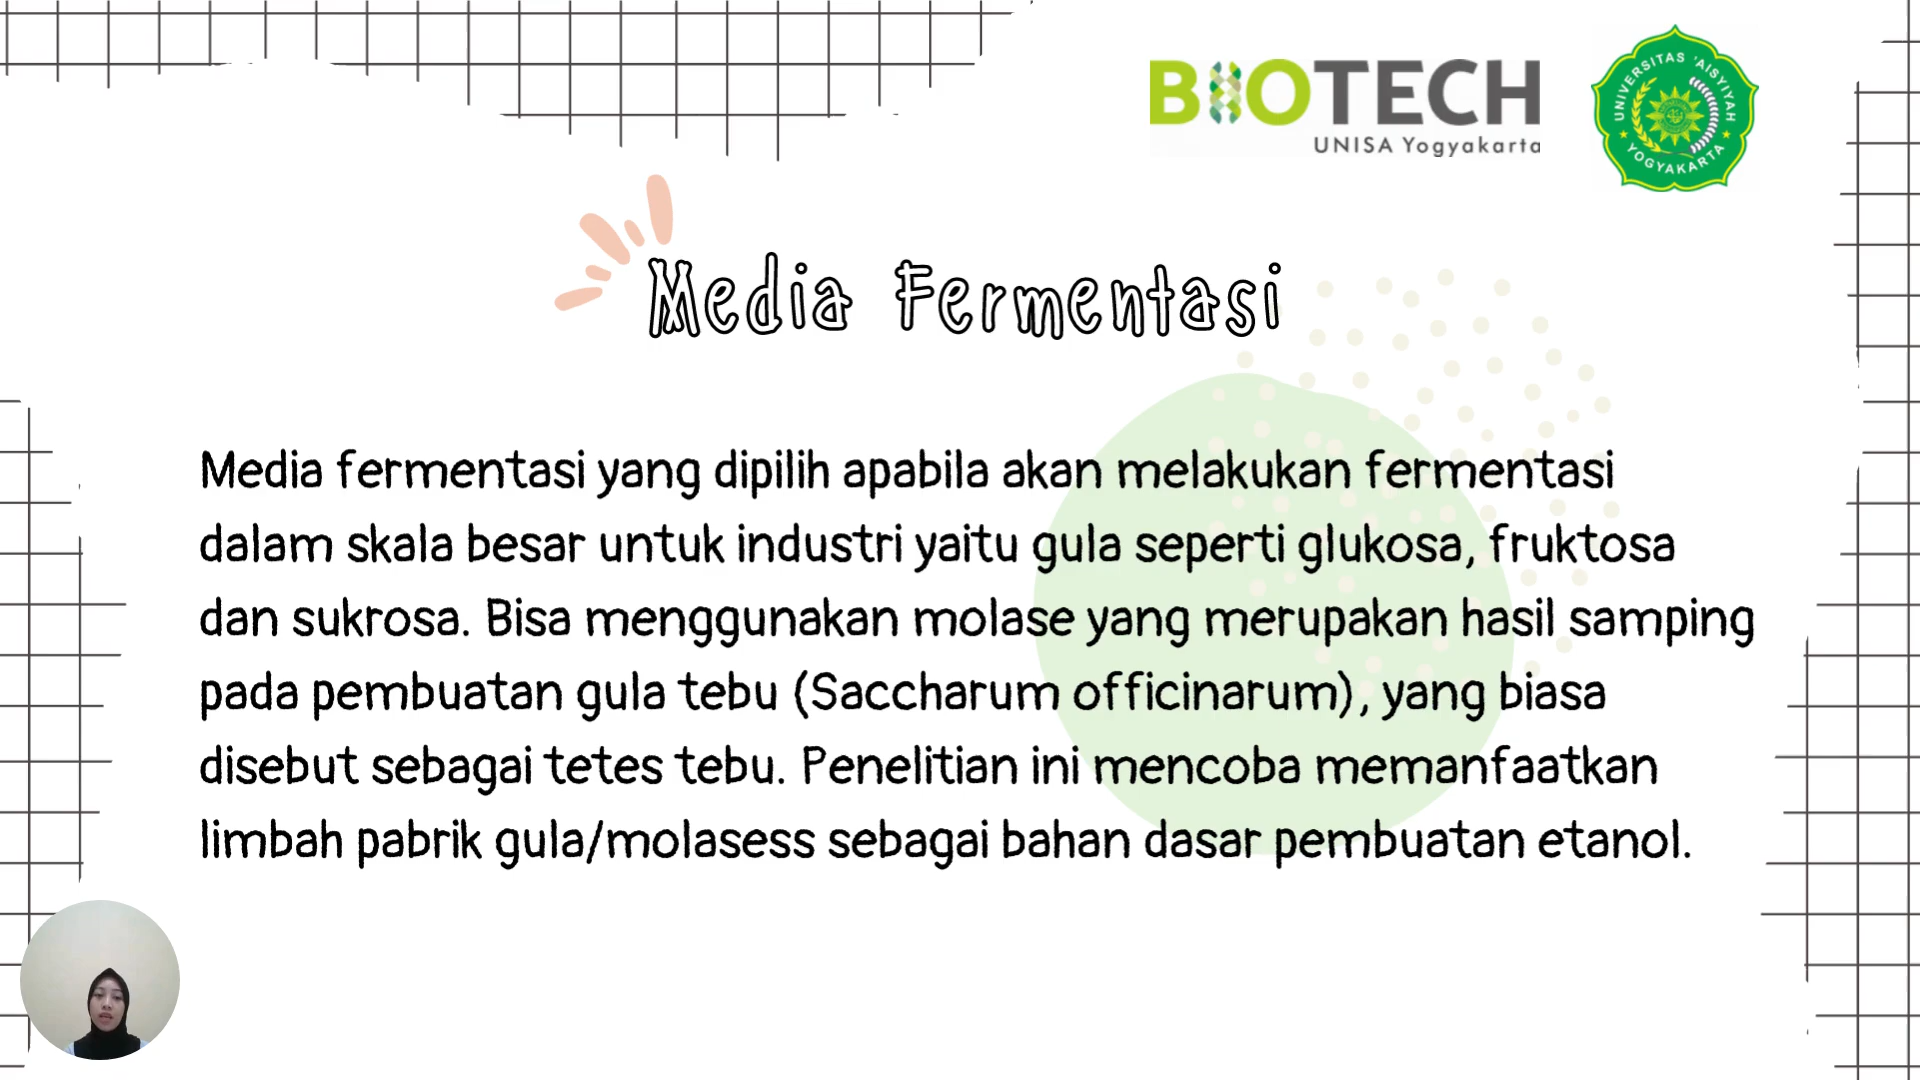 BIOTECH
UNISA Yogyakarta
UNIVERSITAS 'AISYIYAH
YOGYAKARTA
Media Fermentasi
Media fermentasi yang dipilih apabila akan melakukan fermentasi
dalam skala besar untuk industri yaitu gula seperti glukosa, fruktosa
dan sukrosa. Bisa menggunakan molase yang merupakan hasil samping
pada pembuatan gula tebu (Saccharum officinarum), yang biasa
disebut sebagai tetes tebu. Penelitian ini mencoba memanfaatkan
limbah pabrik gula/molasess sebagai bahan dasar pembuatan etanol.